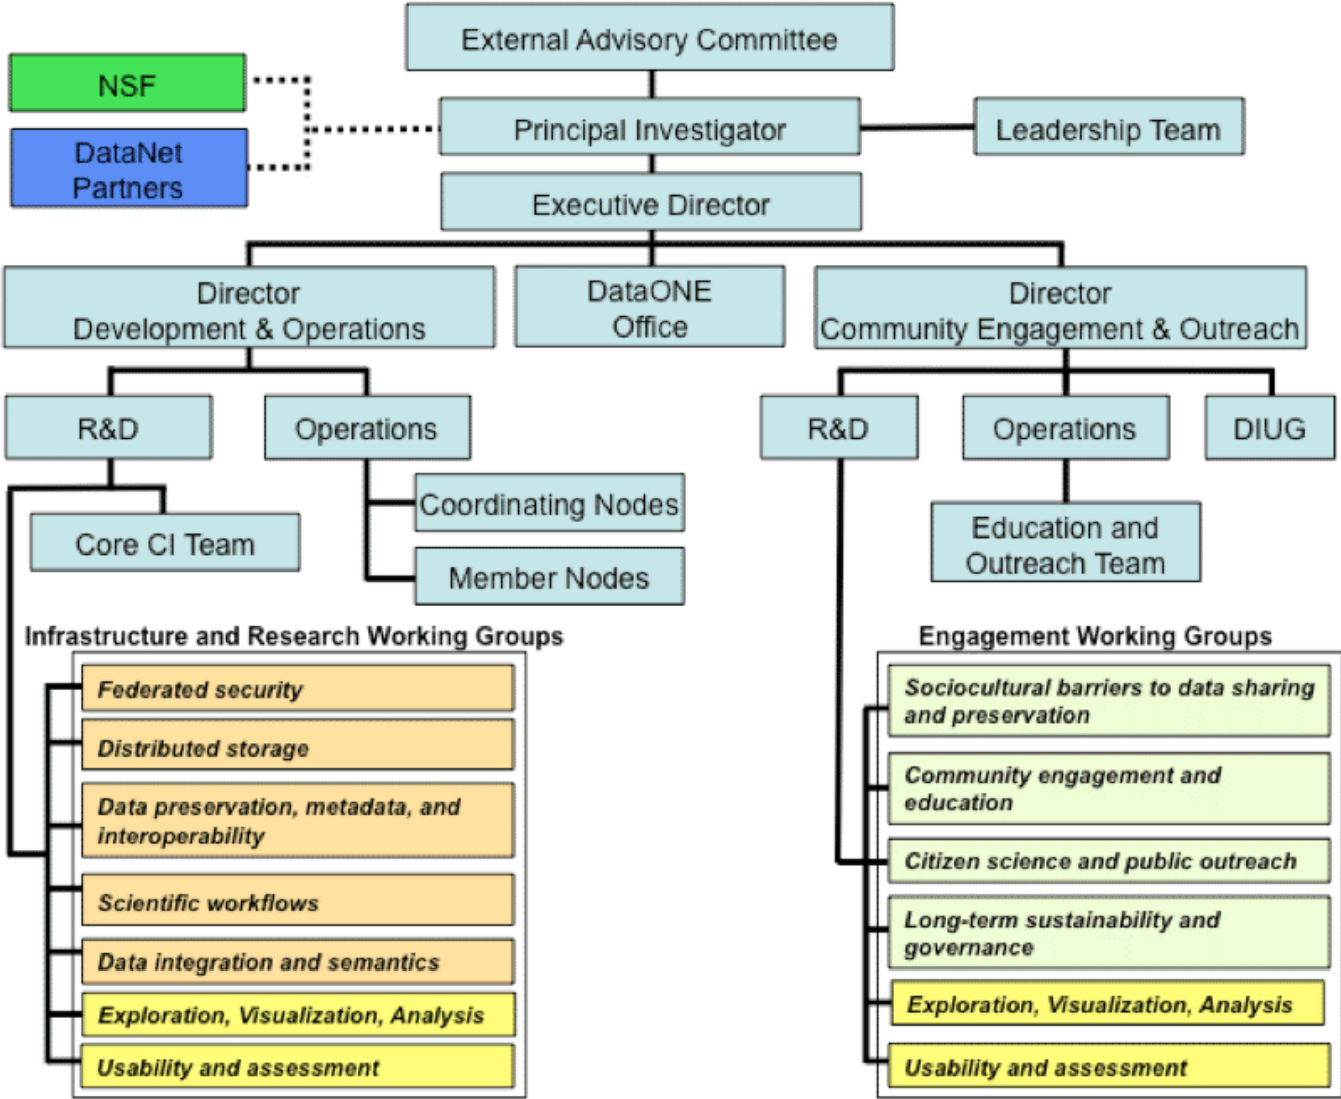 External Advisory Committee
NSF
Principal Investigator
Leadership Team
DataNet
Partners
Executive Director
Director
Development & Operations
DataONE
Office
Director
Community Engagement & Outreach
R&D
Operations
R&D
Operations
DIUG
Coordinating Nodes
Core CI Team
Member Nodes
Education and
Outreach Team
Infrastructure and Research Working Groups
Federated security
Distributed storage
Data preservation, metadata, and
interoperability
Scientific workflows
Data integration and semantics
Exploration, Visualization, Analysis
Usability and assessment
Engagement Working Groups
Sociocultural barriers to data sharing
and preservation
Community engagement and
education
Citizen science and public outreach
Long-term sustainability and
governance
Exploration, Visualization, Analysis
Usability and assessment